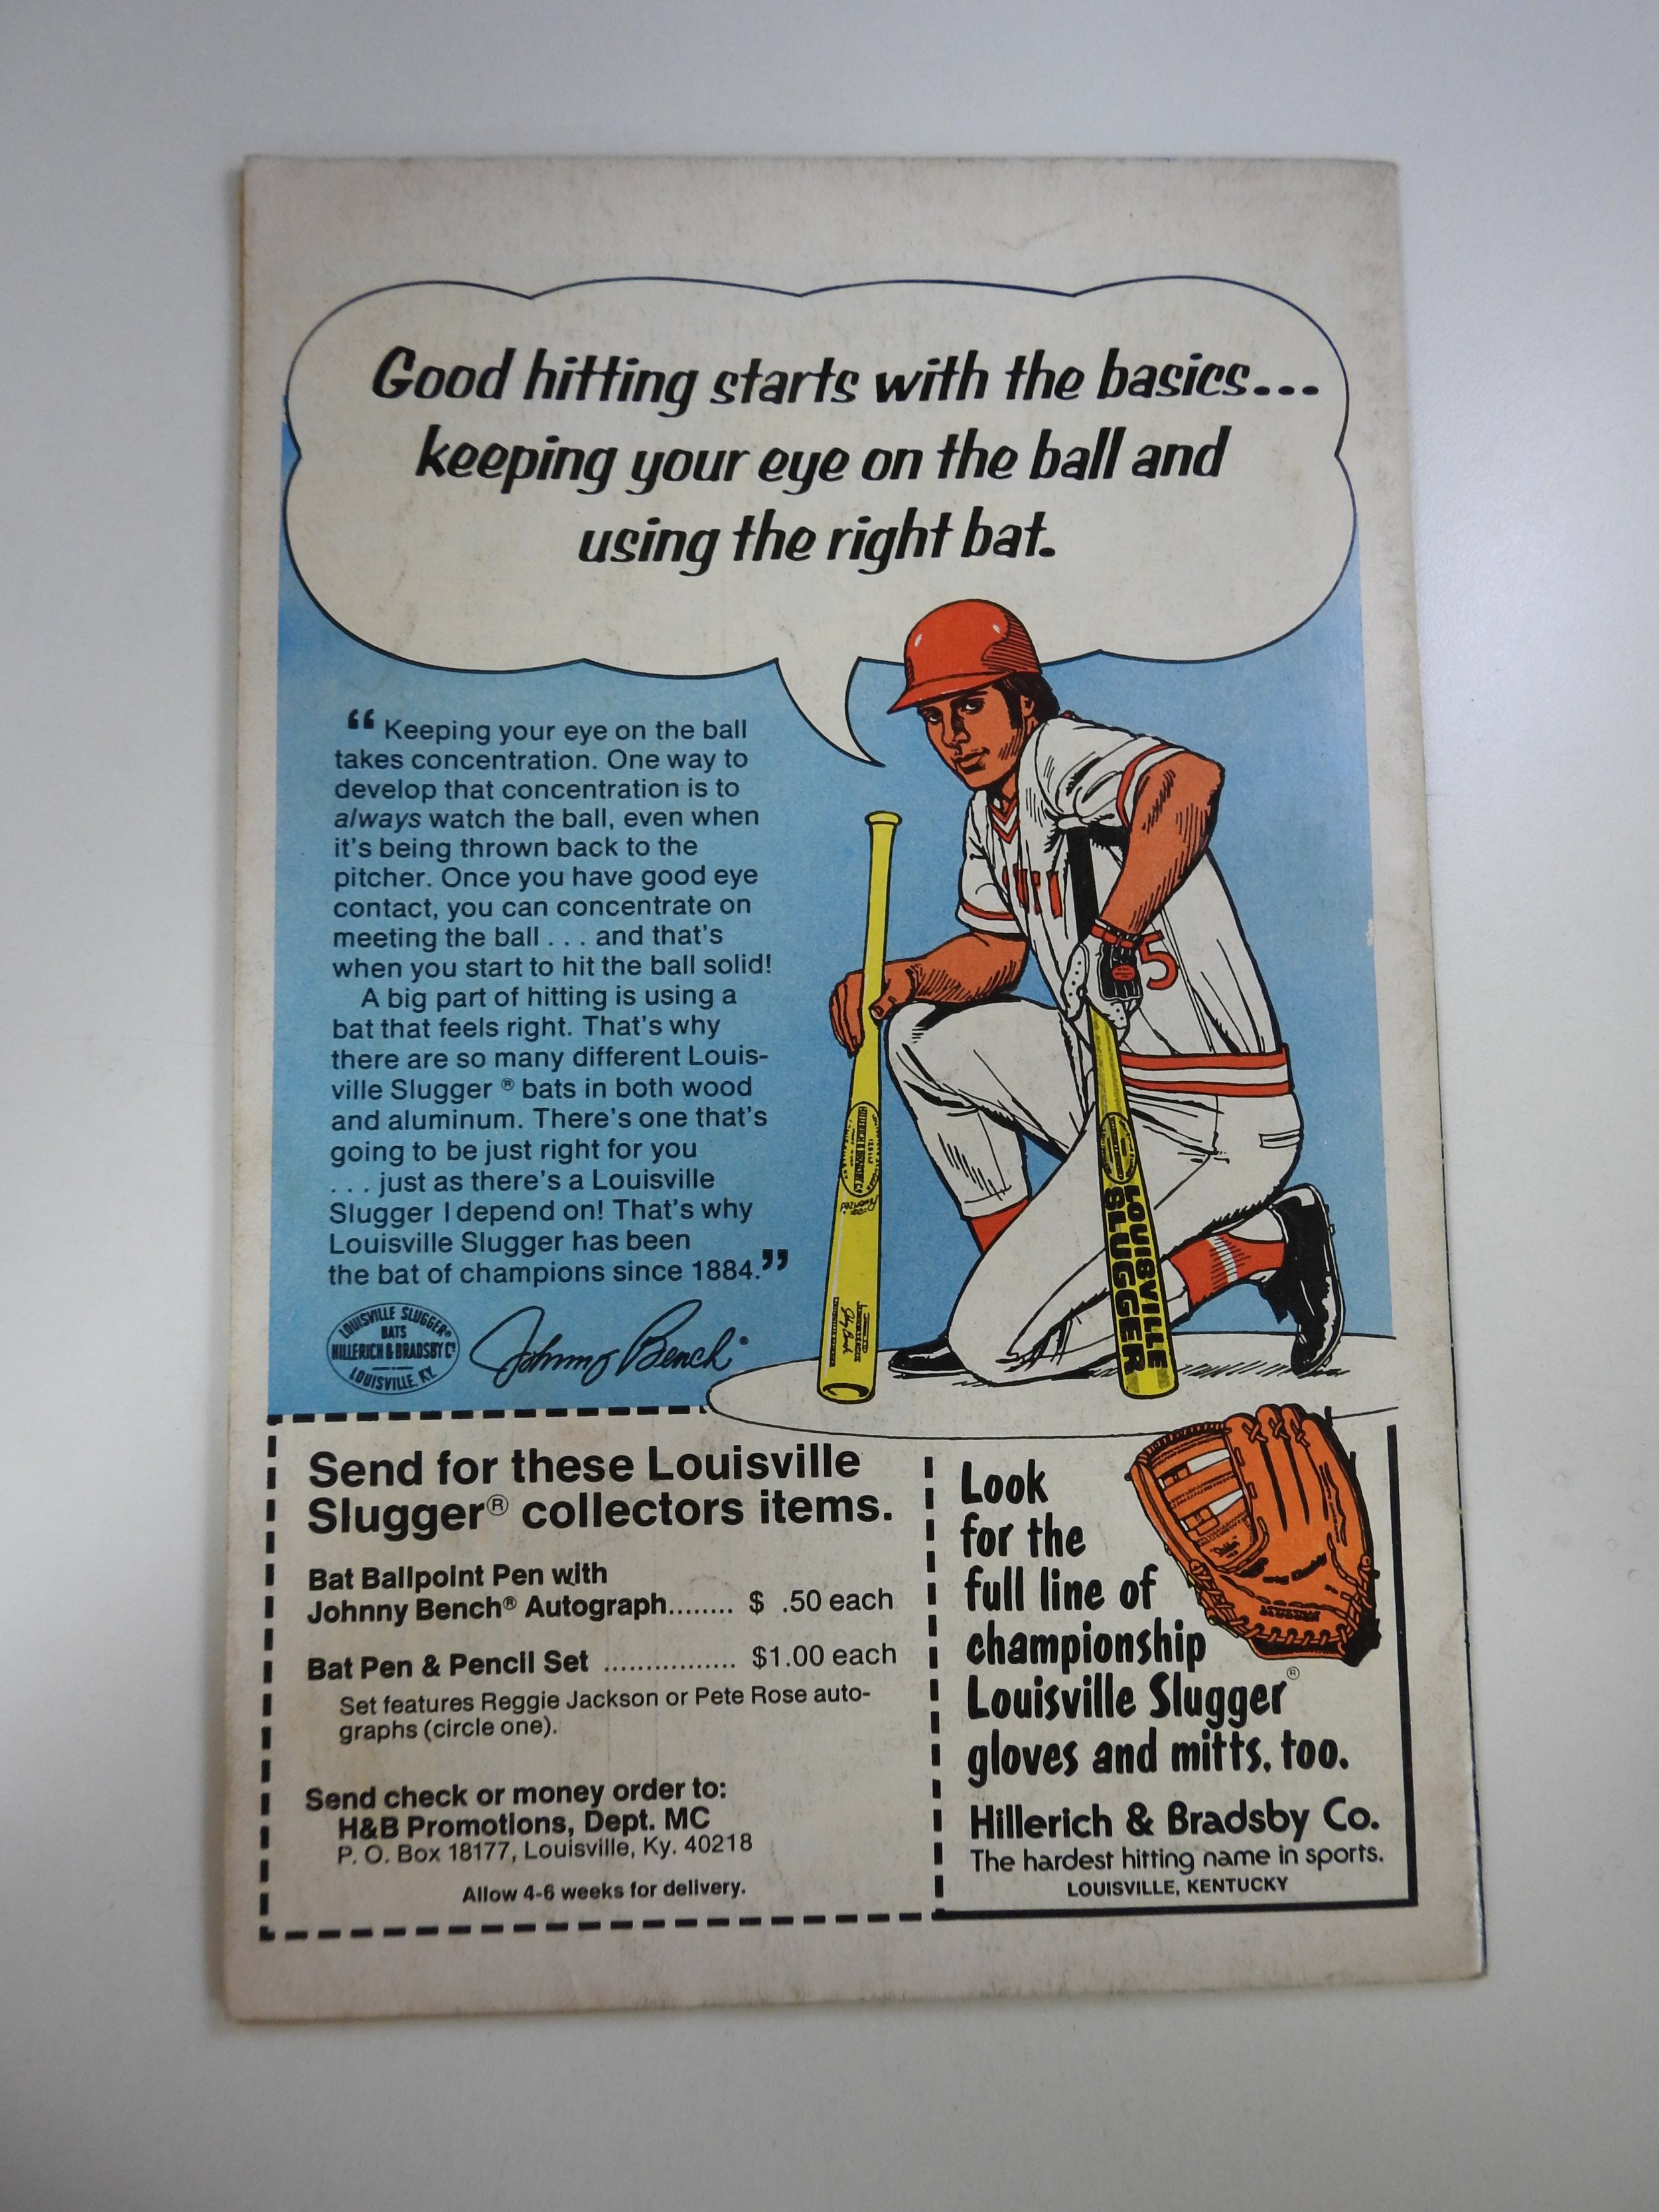 Good hitting starts with the basics...
keeping your eye on the ball and
using the right bat.
“ Keeping your eye on the ball
takes concentration. One way to
develop that concentration is to
always watch the ball, even when
it's being thrown back to the
pitcher. Once you have good eye
contact, you can concentrate on
meeting the ball . . . and that's
when you start to hit the ball solid!
A big part of hitting is using a
bat that feels right. That's why
there are so many different Louis-
ville Slugger ® bats in both wood
and aluminum. There's one that's
going to be just right for you
. . . just as there's a Louisville
Slugger I depend on! That's why
Louisville Slugger has been
the bat of champions since 1884.”
LOUISVILLE SLUGGER®
BATS
HILLERICH & BRADSBY Cº
LOUISVILLE, KY.
Johnny Bench
5
HILLERICH & BRADSBY Cº
LOUISVILLE
SLUGGER
Send for these Louisville
Slugger® collectors items.
Bat Ballpoint Pen with
Johnny Bench® Autograph........ $ .50 each
Bat Pen & Pencil Set ................ $1.00 each
Set features Reggie Jackson or Pete Rose auto-
graphs (circle one).
Send check or money order to:
H&B Promotions, Dept. MC
P. O. Box 18177, Louisville, Ky. 40218
Allow 4-6 weeks for delivery.
Look
for the
full line of
championship
Louisville Slugger®
gloves and mitts, too.
Hillerich & Bradsby Co.
The hardest hitting name in sports.
LOUISVILLE, KENTUCKY